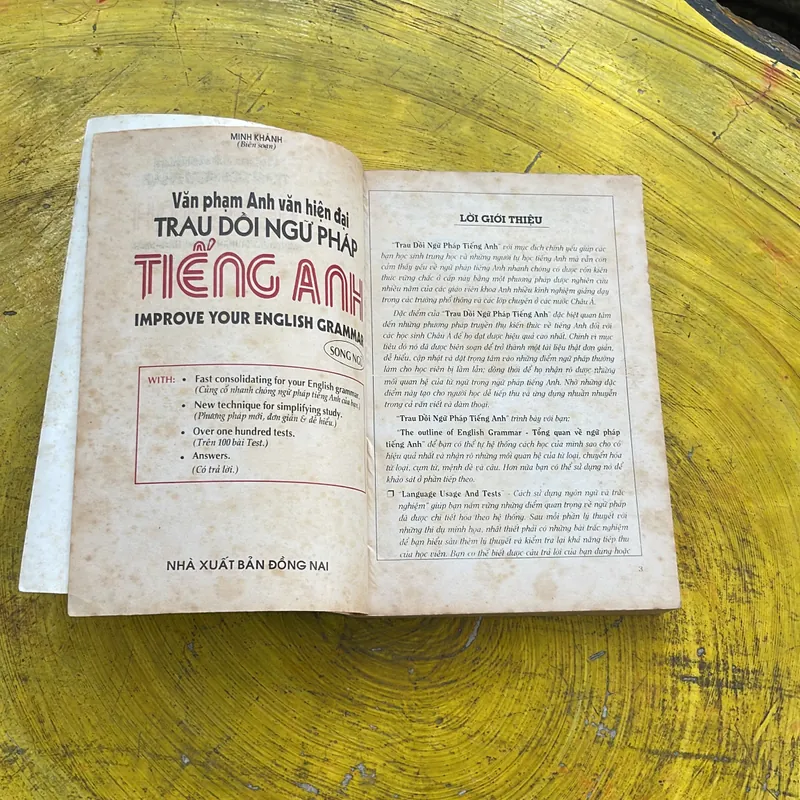 MINH KHÁNH
(Biên soạn)
Văn phạm Anh văn hiện đại
TRAU DỒI NGỮ PHÁP
TIẾNG ANH
IMPROVE YOUR ENGLISH GRAMMAR
SONG NGỮ
WITH: • Fast consolidating for your English grammar.
(Củng cố nhanh chóng ngữ pháp tiếng Anh của bạn.)
• New technique for simplifying study.
(Phương pháp mới, đơn giản & dễ hiểu.)
• Over one hundred tests.
(Trên 100 bài Test.)
• Answers.
(Có trả lời.)
NHÀ XUẤT BẢN ĐỒNG NAI
LỜI GIỚI THIỆU
"Trau Dồi Ngữ Pháp Tiếng Anh" với mục đích chính yếu giúp các
bạn học sinh trung học và những người tự học tiếng Anh mà vẫn còn
cảm thấy yếu về ngữ pháp tiếng Anh nhanh chóng có được vốn kiến
thức vững chắc ở cấp này bằng một phương pháp được nghiên cứu
nhiều năm của các giáo viên khoa Anh nhiều kinh nghiệm giảng dạy
trong các trường phổ thông và các lớp chuyên ở các nước Châu Á.
Đặc điểm của "Trau Dồi Ngữ Pháp Tiếng Anh" đặc biệt quan tâm
đến những phương pháp truyền thụ kiến thức về tiếng Anh đối với
các học sinh Châu Á để họ đạt được hiệu quả cao nhất. Chính vì mục
tiêu đó nó đã được biên soạn để trở thành một tài liệu thật đơn giản,
dễ hiểu, cập nhật và đặt trọng tâm vào những điểm ngữ pháp thường
làm cho học viên bị lầm lẫn; đồng thời để họ nhận rõ được những
mối quan hệ của từ ngữ trong ngữ pháp tiếng Anh. Nhờ những đặc
điểm này tạo cho người học dễ tiếp thu và ứng dụng nhuần nhuyễn
trong cả văn viết và đàm thoại.
"Trau Dồi Ngữ Pháp Tiếng Anh" trình bày với bạn:
"The outline of English Grammar - Tổng quan về ngữ pháp
tiếng Anh" để bạn có thể tự hệ thống cách học của mình sao cho có
hiệu quả nhất và nhận rõ những mối quan hệ của từ loại, chuyển hóa
từ loại, cụm từ, mệnh đề và câu. Hơn nữa bạn có thể sử dụng nó để
khảo sát ở phần tiếp theo.
❒ "Language Usage And Tests - Cách sử dụng ngôn ngữ và trắc
nghiệm" giúp bạn nắm vững những điểm quan trọng về ngữ pháp
đã được chi tiết hóa theo hệ thống. Sau mỗi phần lý thuyết với
những thí dụ minh họa, nhất thiết phải có những bài trắc nghiệm
để bạn hiểu sâu thêm lý thuyết và kiểm tra lại khả năng tiếp thu
của học viên. Bạn có thể biết được câu trả lời của bạn đúng hoặc
3